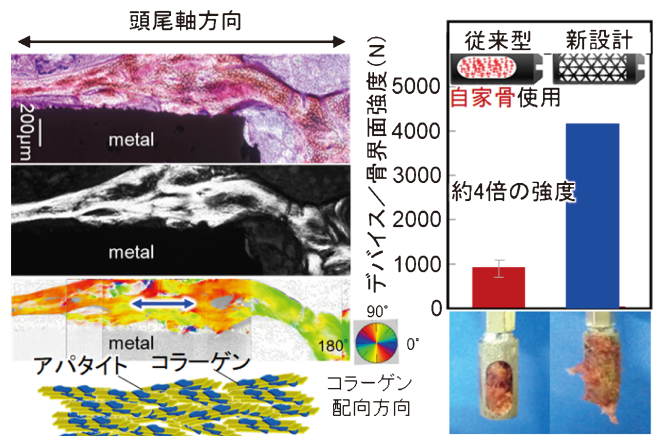 頭尾軸方向
200μm
metal
metal
metal
90°
180°
0°
アパタイト
コラーゲン
コラーゲン
配向方向
従来型
新設計
自家骨使用
約4倍の強度
デバイス／骨界面強度(N)
5000
4000
3000
2000
1000
0